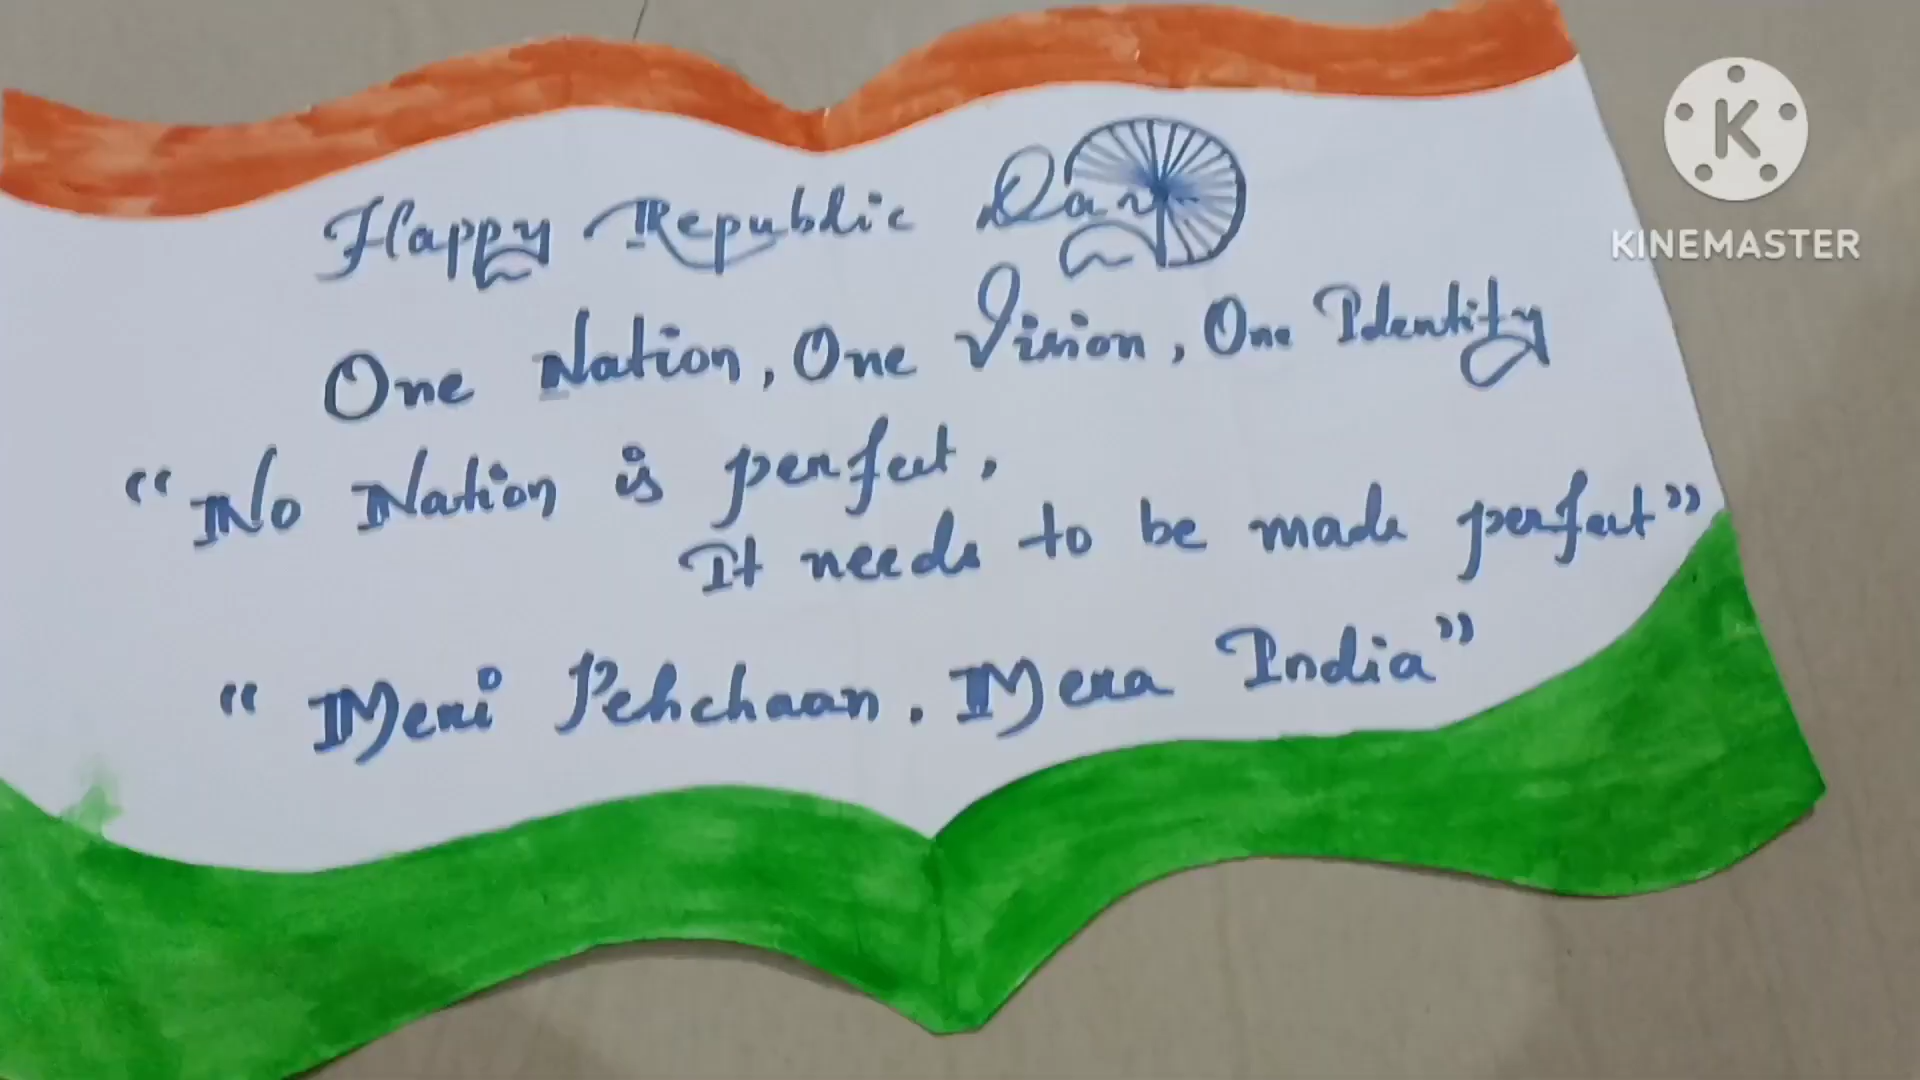 Happy Republic Day
One Nation, One Vision, One Identity
“No Nation is perfect,
It needs to be made perfect”
“Meri Pehchaan. Mera India”
K
KINEMASTER